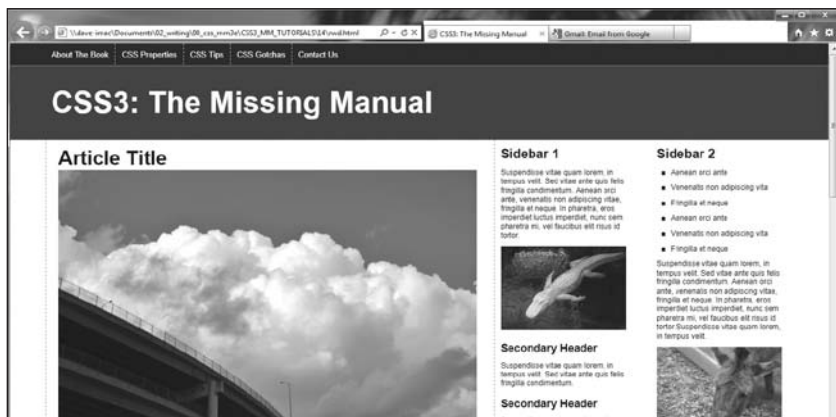 \\dave-imac\Documents\02_writing\00_css_mm3e\CSS3_MM_TUTORIALS\14\rwd.html
CSS3: The Missing Manual
Gmail: Email from Google
About The Book
CSS Properties
CSS Tips
CSS Gotchas
Contact Us
CSS3: The Missing Manual
Article Title
Sidebar 1
Suspendisse vitae quam lorem, in
tempus velit. Sed vitae ante quis felis
fringilla condimentum. Aenean orci
ante, venenatis non adipiscing vitae,
fringilla et neque. In pharetra, eros
imperdiet luctus imperdiet, nunc sem
pharetra mi, vel faucibus elit risus id
tortor.
Secondary Header
Suspendisse vitae quam lorem, in
tempus velit. Sed vitae ante quis felis
fringilla condimentum.
Secondary Header
Sidebar 2
Aenean orci ante
Venenatis non adipiscing vita
Fringilla et neque
Aenean orci ante
Venenatis non adipiscing vita
Fringilla et neque
Suspendisse vitae quam lorem, in
tempus velit. Sed vitae ante quis felis
fringilla condimentum. Aenean orci
ante, venenatis non adipiscing vitae,
fringilla et neque. In pharetra, eros
imperdiet luctus imperdiet, nunc sem
pharetra mi, vel faucibus elit risus id
tortor.Suspendisse vitae quam lorem,
in tempus velit.